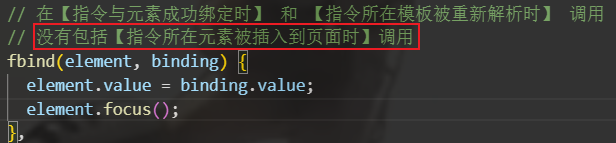 // 在【指令与元素成功绑定时】 和 【指令所在模板被重新解析时】 调用
// 没有包括【指令所在元素被插入到页面时】调用
fbind(element, binding) {
  element.value = binding.value;
  element.focus();
},